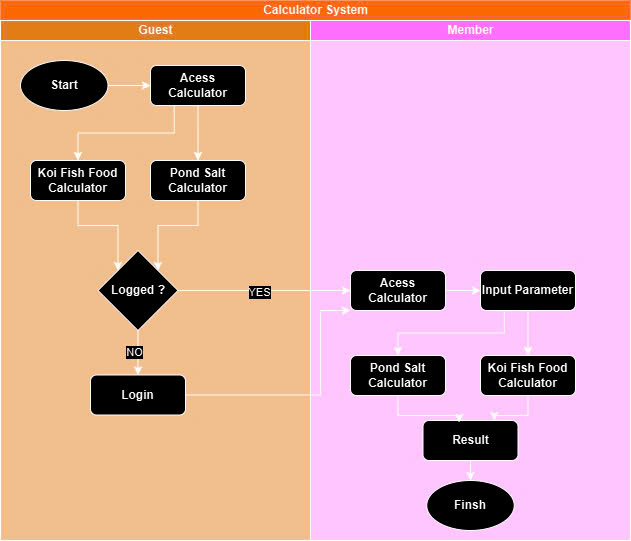 Calculator System
Guest
Member
Start
Acess
Calculator
Koi Fish Food
Calculator
Pond Salt
Calculator
Logged ?
YES
Acess
Calculator
Input Parameter
NO
Login
Pond Salt
Calculator
Koi Fish Food
Calculator
Result
Finsh